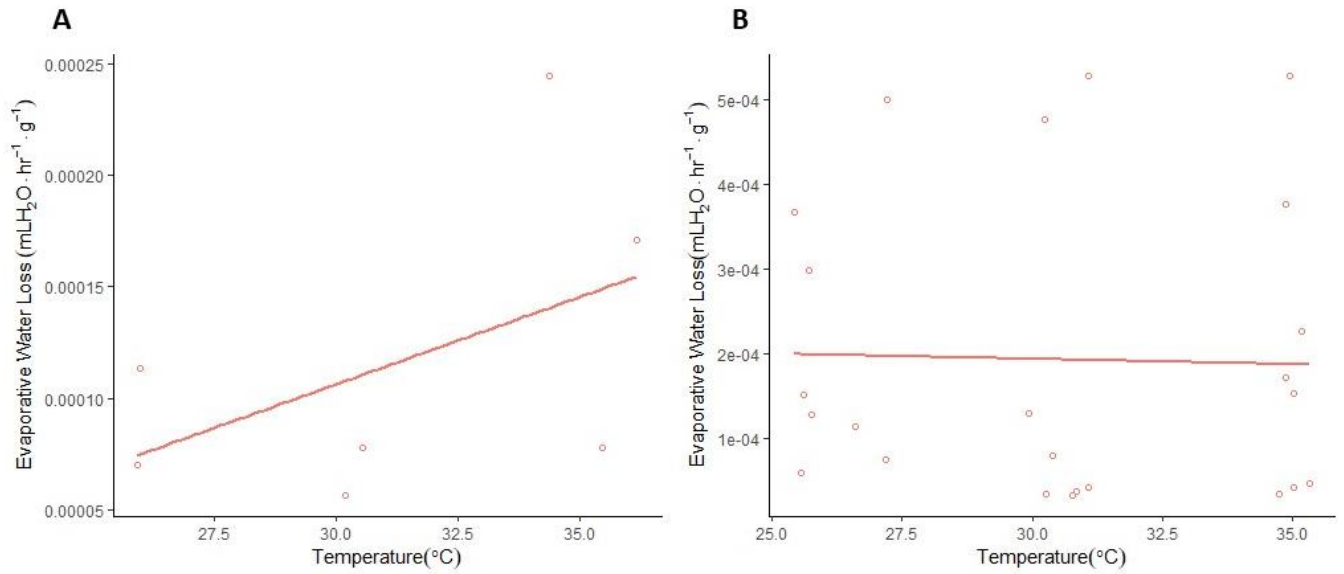 A
Evaporative Water Loss (mLH₂O · hr⁻¹ · g⁻¹)
0.00025
0.00020
0.00015
0.00010
0.00005
27.5 30.0 32.5 35.0
Temperature(°C)
B
Evaporative Water Loss(mLH₂O · hr⁻¹ · g⁻¹)
5e-04
4e-04
3e-04
2e-04
1e-04
25.0 27.5 30.0 32.5 35.0
Temperature(°C)